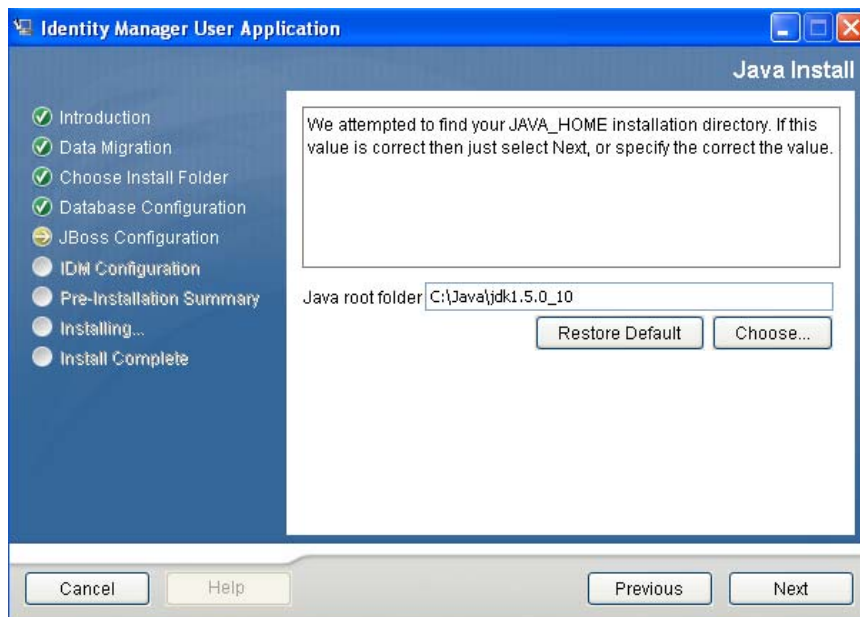 Identity Manager User Application
Java Install
Introduction
Data Migration
Choose Install Folder
Database Configuration
JBoss Configuration
IDM Configuration
Pre-Installation Summary
Installing...
Install Complete
We attempted to find your JAVA_HOME installation directory. If this
value is correct then just select Next, or specify the correct the value.
Java root folder C:\Java\jdk1.5.0_10
Restore Default Choose...
Cancel Help Previous Next